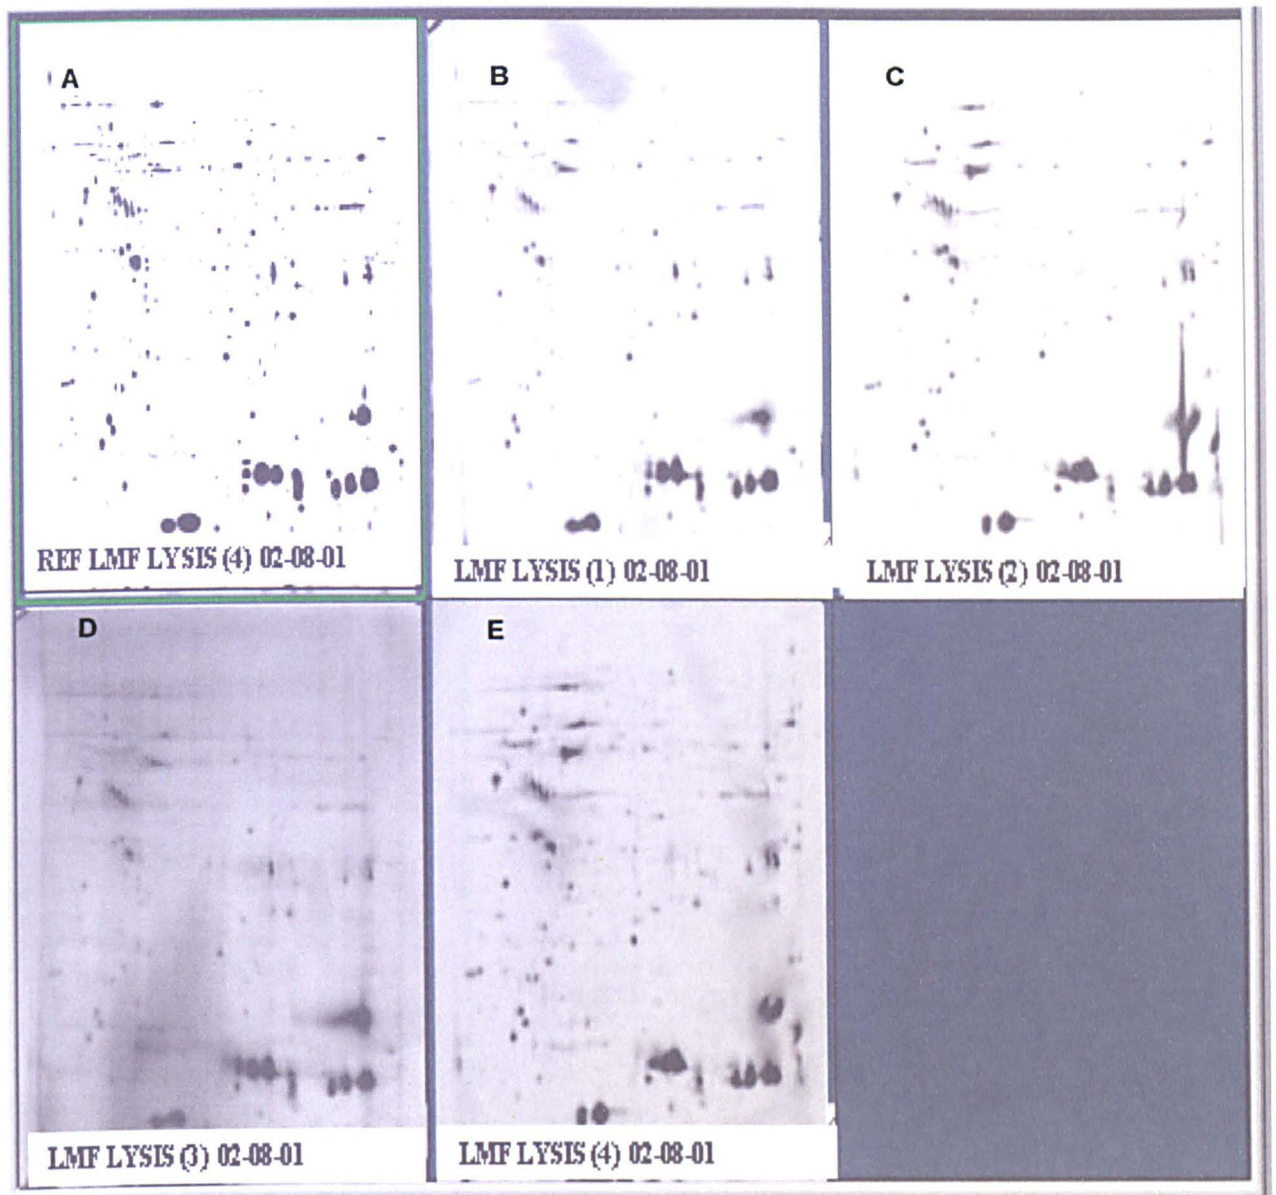 A
B
C
REF LMF LYSIS (4) 02-08-01
LMF LYSIS (1) 02-08-01
LMF LYSIS (2) 02-08-01
D
E
LMF LYSIS (3) 02-08-01
LMF LYSIS (4) 02-08-01